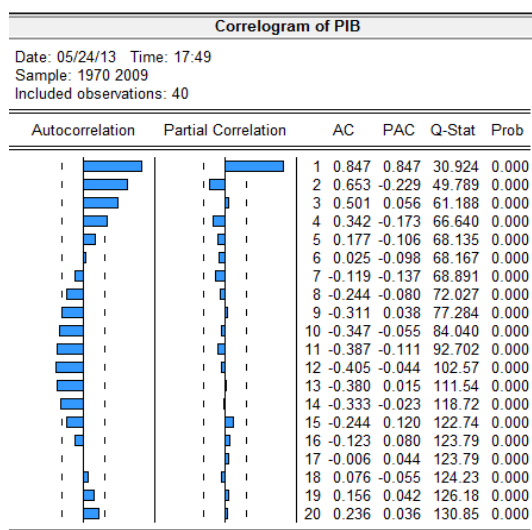 Correlogram of PIB
Date: 05/24/13 Time: 17:49
Sample: 1970 2009
Included observations: 40
Autocorrelation Partial Correlation AC PAC Q-Stat Prob
1 0.847 0.847 30.924 0.000
2 0.653 -0.229 49.789 0.000
3 0.501 0.056 61.188 0.000
4 0.342 -0.173 66.640 0.000
5 0.177 -0.106 68.135 0.000
6 0.025 -0.098 68.167 0.000
7 -0.119 -0.137 68.891 0.000
8 -0.244 -0.080 72.027 0.000
9 -0.311 0.038 77.284 0.000
10 -0.347 -0.055 84.040 0.000
11 -0.387 -0.111 92.702 0.000
12 -0.405 -0.044 102.57 0.000
13 -0.380 0.015 111.54 0.000
14 -0.333 -0.023 118.72 0.000
15 -0.244 0.120 122.74 0.000
16 -0.123 0.080 123.79 0.000
17 -0.006 0.044 123.79 0.000
18 0.076 -0.055 124.23 0.000
19 0.156 0.042 126.18 0.000
20 0.236 0.036 130.85 0.000